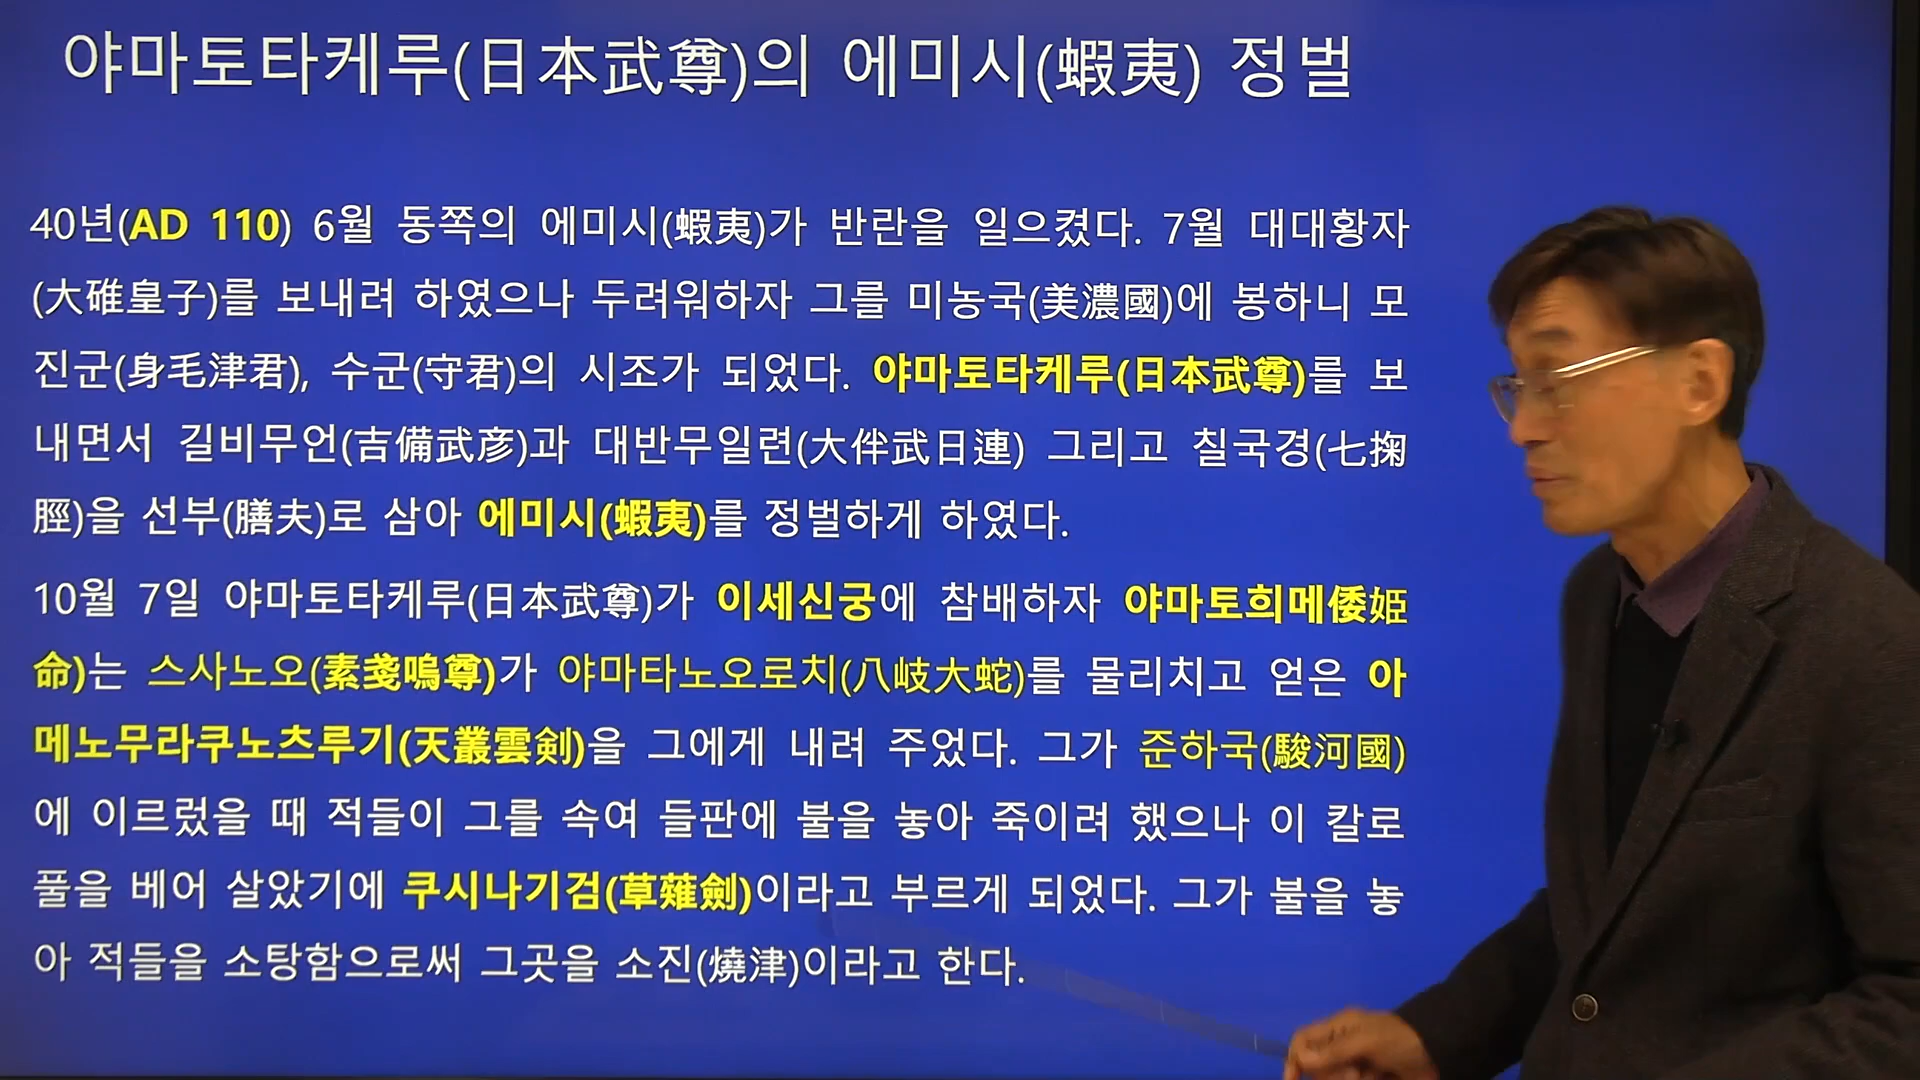 야마토타케루(日本武尊)의 에미시(蝦夷) 정벌
40년(AD 110) 6월 동쪽의 에미시(蝦夷)가 반란을 일으켰다. 7월 대대황자
(大碓皇子)를 보내려 하였으나 두려워하자 그를 미농국(美濃國)에 봉하니 모
진군(身毛津君), 수군(守君)의 시조가 되었다. 야마토타케루(日本武尊)를 보
내면서 길비무언(吉備武彦)과 대반무일련(大伴武日連) 그리고 칠국경(七掬
脛)을 선부(膳夫)로 삼아 에미시(蝦夷)를 정벌하게 하였다.
10월 7일 야마토타케루(日本武尊)가 이세신궁에 참배하자 야마토희메倭姫
命)는 스사노오(素戔嗚尊)가 야마타노오로치(八岐大蛇)를 물리치고 얻은 아
메노무라쿠노츠루기(天叢雲剣)을 그에게 내려 주었다. 그가 준하국(駿河國)
에 이르렀을 때 적들이 그를 속여 들판에 불을 놓아 죽이려 했으나 이 칼로
풀을 베어 살았기에 쿠시나기검(草薙劍)이라고 부르게 되었다. 그가 불을 놓
아 적들을 소탕함으로써 그곳을 소진(燒津)이라고 한다.